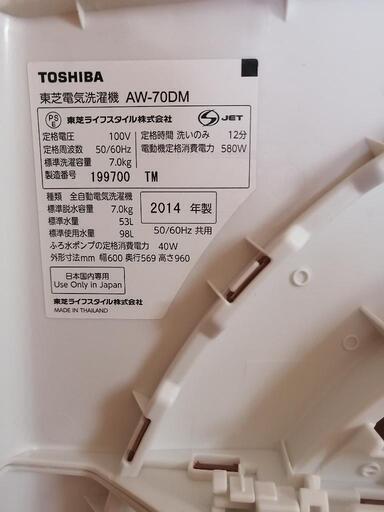 TOSHIBA
東芝電気洗濯機 AW-70DM
PS E 東芝ライフスタイル株式会社 S JET
定格電圧 100V 定格時間 洗いのみ 12分
定格周波数 50/60Hz 電動機定格消費電力 580W
標準洗濯容量 7.0kg
製造番号 199700 TM
種類 全自動電気洗濯機
標準脱水容量 7.0kg 2014 年製
標準水量 53L
標準使用水量 98L 50/60Hz 共用
ふろ水ポンプの定格消費電力 40W
外形寸法mm 幅600 奥行569 高さ960
日本国内専用
Use Only in Japan
東芝ライフスタイル株式会社
MADE IN THAILAND